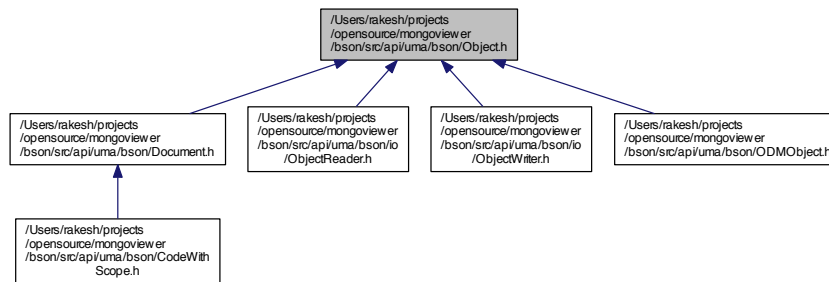 /Users/rakesh/projects
/opensource/mongoviewer
/bson/src/api/uma/bson/Object.h
/Users/rakesh/projects
/opensource/mongoviewer
/bson/src/api/uma/bson/Document.h
/Users/rakesh/projects
/opensource/mongoviewer
/bson/src/api/uma/bson/io
/ObjectReader.h
/Users/rakesh/projects
/opensource/mongoviewer
/bson/src/api/uma/bson/io
/ObjectWriter.h
/Users/rakesh/projects
/opensource/mongoviewer
/bson/src/api/uma/bson/ODMObject.h
/Users/rakesh/projects
/opensource/mongoviewer
/bson/src/api/uma/bson/CodeWith
Scope.h